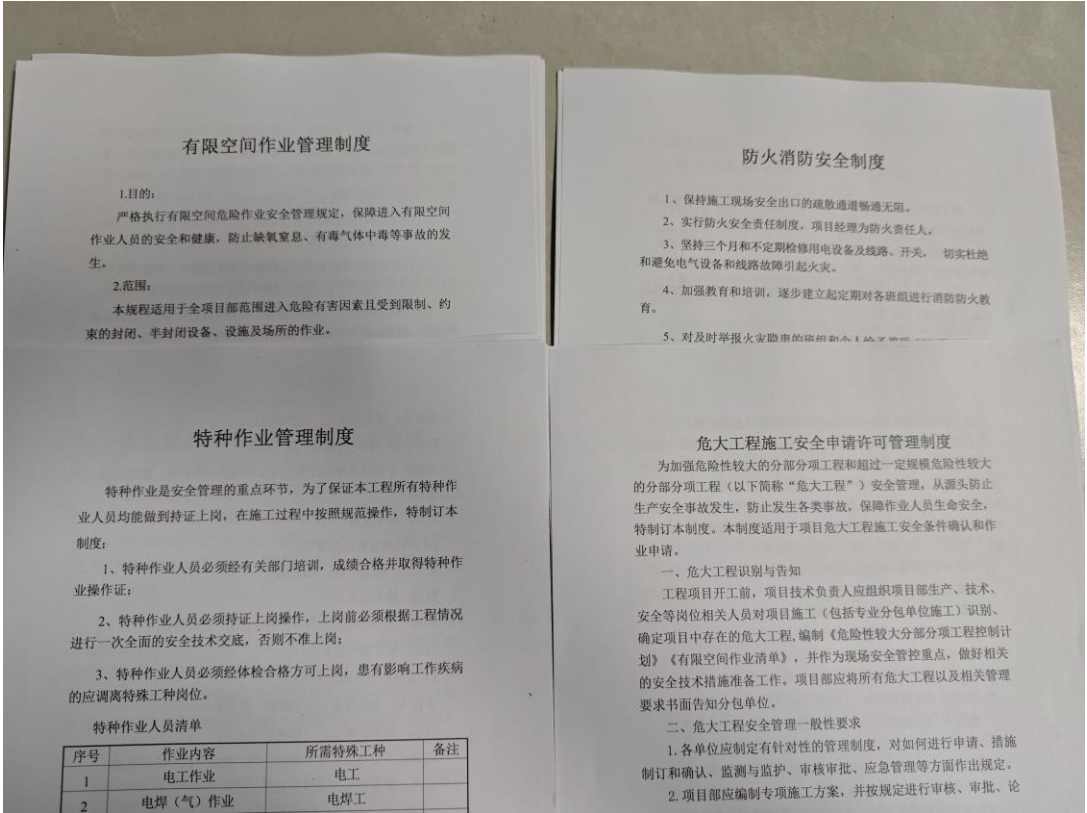 有限空间作业管理制度
1.目的：
严格执行有限空间危险作业安全管理规定，保障进入有限空间
作业人员的安全和健康，防止缺氧窒息、有毒气体中毒等事故的发
生。
2.范围：
本规程适用于全项目部范围进入危险有害因素且受到限制、约
束的封闭、半封闭设备、设施及场所的作业。
防火消防安全制度
1、保持施工现场安全出口的疏散通道畅通无阻。
2、实行防火安全责任制度，项目经理为防火责任人。
3、坚持三个月和不定期检修用电设备及线路、开关， 切实杜绝
和避免电气设备和线路故障引起火灾。
4、加强教育和培训，逐步建立起定期对各班组进行消防防火教
育。
5、对及时举报火灾隐患的班组和个人给予
特种作业管理制度
特种作业是安全管理的重点环节，为了保证本工程所有特种作
业人员均能做到持证上岗，在施工过程中按照规范操作，特制订本
制度；
1、特种作业人员必须经有关部门培训，成绩合格并取得特种作
业操作证；
2、特种作业人员必须持证上岗操作，上岗前必须根据工程情况
进行一次全面的安全技术交底，否则不准上岗；
3、特种作业人员必须经体检合格方可上岗，患有影响工作疾病
的应调离特殊工种岗位。
特种作业人员清单
序号 作业内容 所需特殊工种 备注
1 电工作业 电工
2 电焊（气）作业 电焊工
危大工程施工安全申请许可管理制度
为加强危险性较大的分部分项工程和超过一定规模危险性较大
的分部分项工程（以下简称“危大工程”）安全管理，从源头防止
生产安全事故发生，防止发生各类事故，保障作业人员生命安全，
特制订本制度。本制度适用于项目危大工程施工安全条件确认和作
业申请。
一、危大工程识别与告知
工程项目开工前，项目技术负责人应组织项目部生产、技术、
安全等岗位相关人员对项目施工（包括专业分包单位施工）识别、
确定项目中存在的危大工程,编制《危险性较大分部分项工程控制计
划》《有限空间作业清单》，并作为现场安全管控重点，做好相关
的安全技术措施准备工作。项目部应将所有危大工程以及相关管理
要求书面告知分包单位。
二、危大工程安全管理一般性要求
1.各单位应制定有针对性的管理制度，对如何进行申请、措施
制订和确认、监测与监护、审核审批、应急管理等方面作出规定。
2.项目部应编制专项施工方案，并按规定进行审核、审批、论